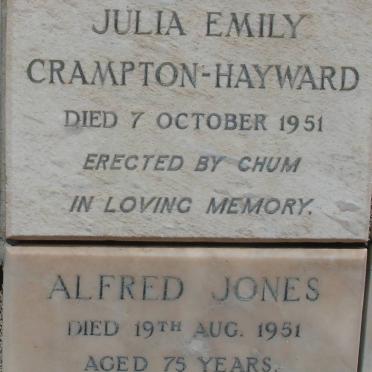 JULIA EMILY
CRAMPTON-HAYWARD
DIED 7 OCTOBER 1951
ERECTED BY CHUM
IN LOVING MEMORY.
ALFRED JONES
DIED 19TH AUG. 1951
AGED 75 YEARS.